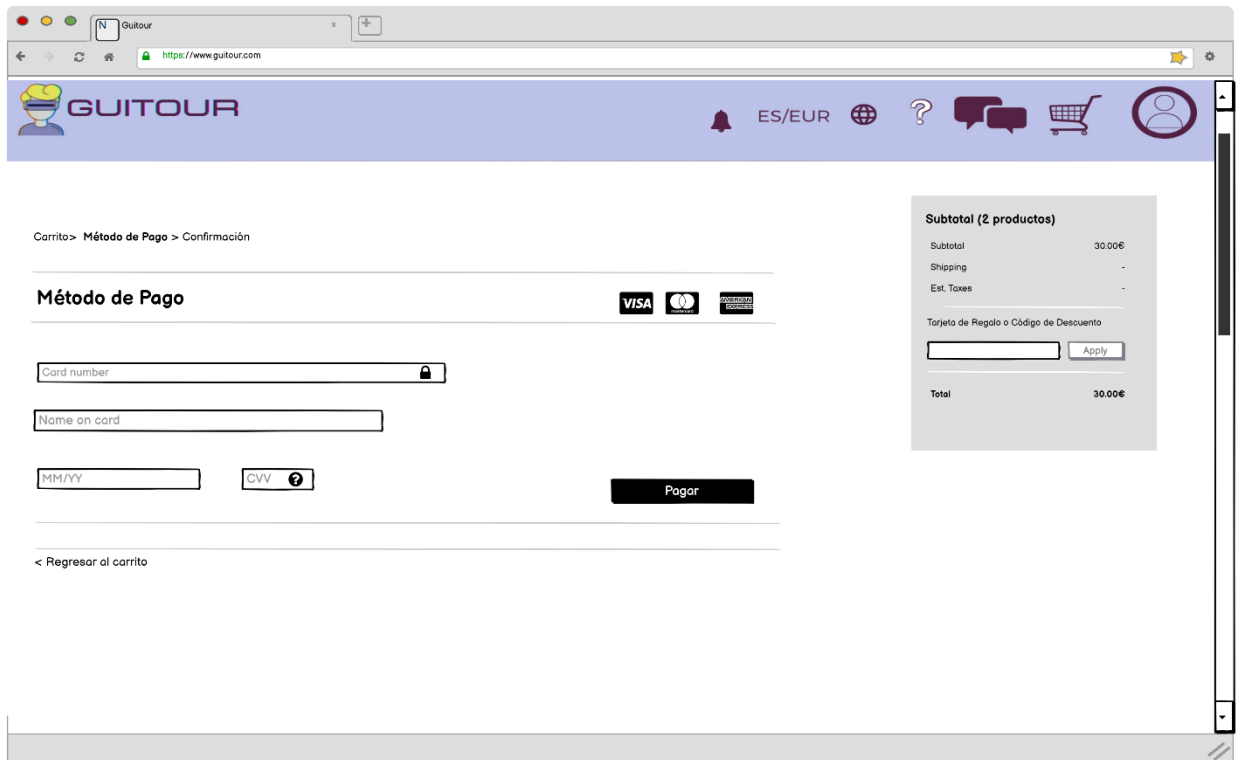 N Guitour x +
https://www.guitour.com
GUITOUR
ES/EUR ?
Carrito> Método de Pago > Confirmación
Método de Pago
VISA mastercard AMERICAN EXPRESS
Card number
Name on card
MM/YY CVV ?
Pagar
< Regresar al carrito
Subtotal (2 productos)
Subtotal 30.00€
Shipping -
Est. Taxes -
Tarjeta de Regalo o Código de Descuento
Apply
Total 30.00€